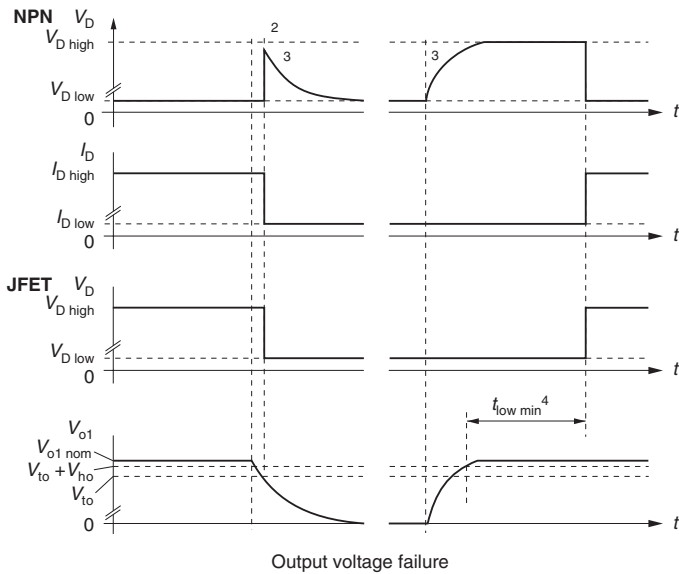 NPN V_D 2
V_D high 3 3
V_D low
0 t
I_D
I_D high
I_D low
0 t
JFET V_D
V_D high
V_D low
0 t
t_low min^4
V_o1
V_o1 nom
V_to + V_ho
V_to
0 t
Output voltage failure